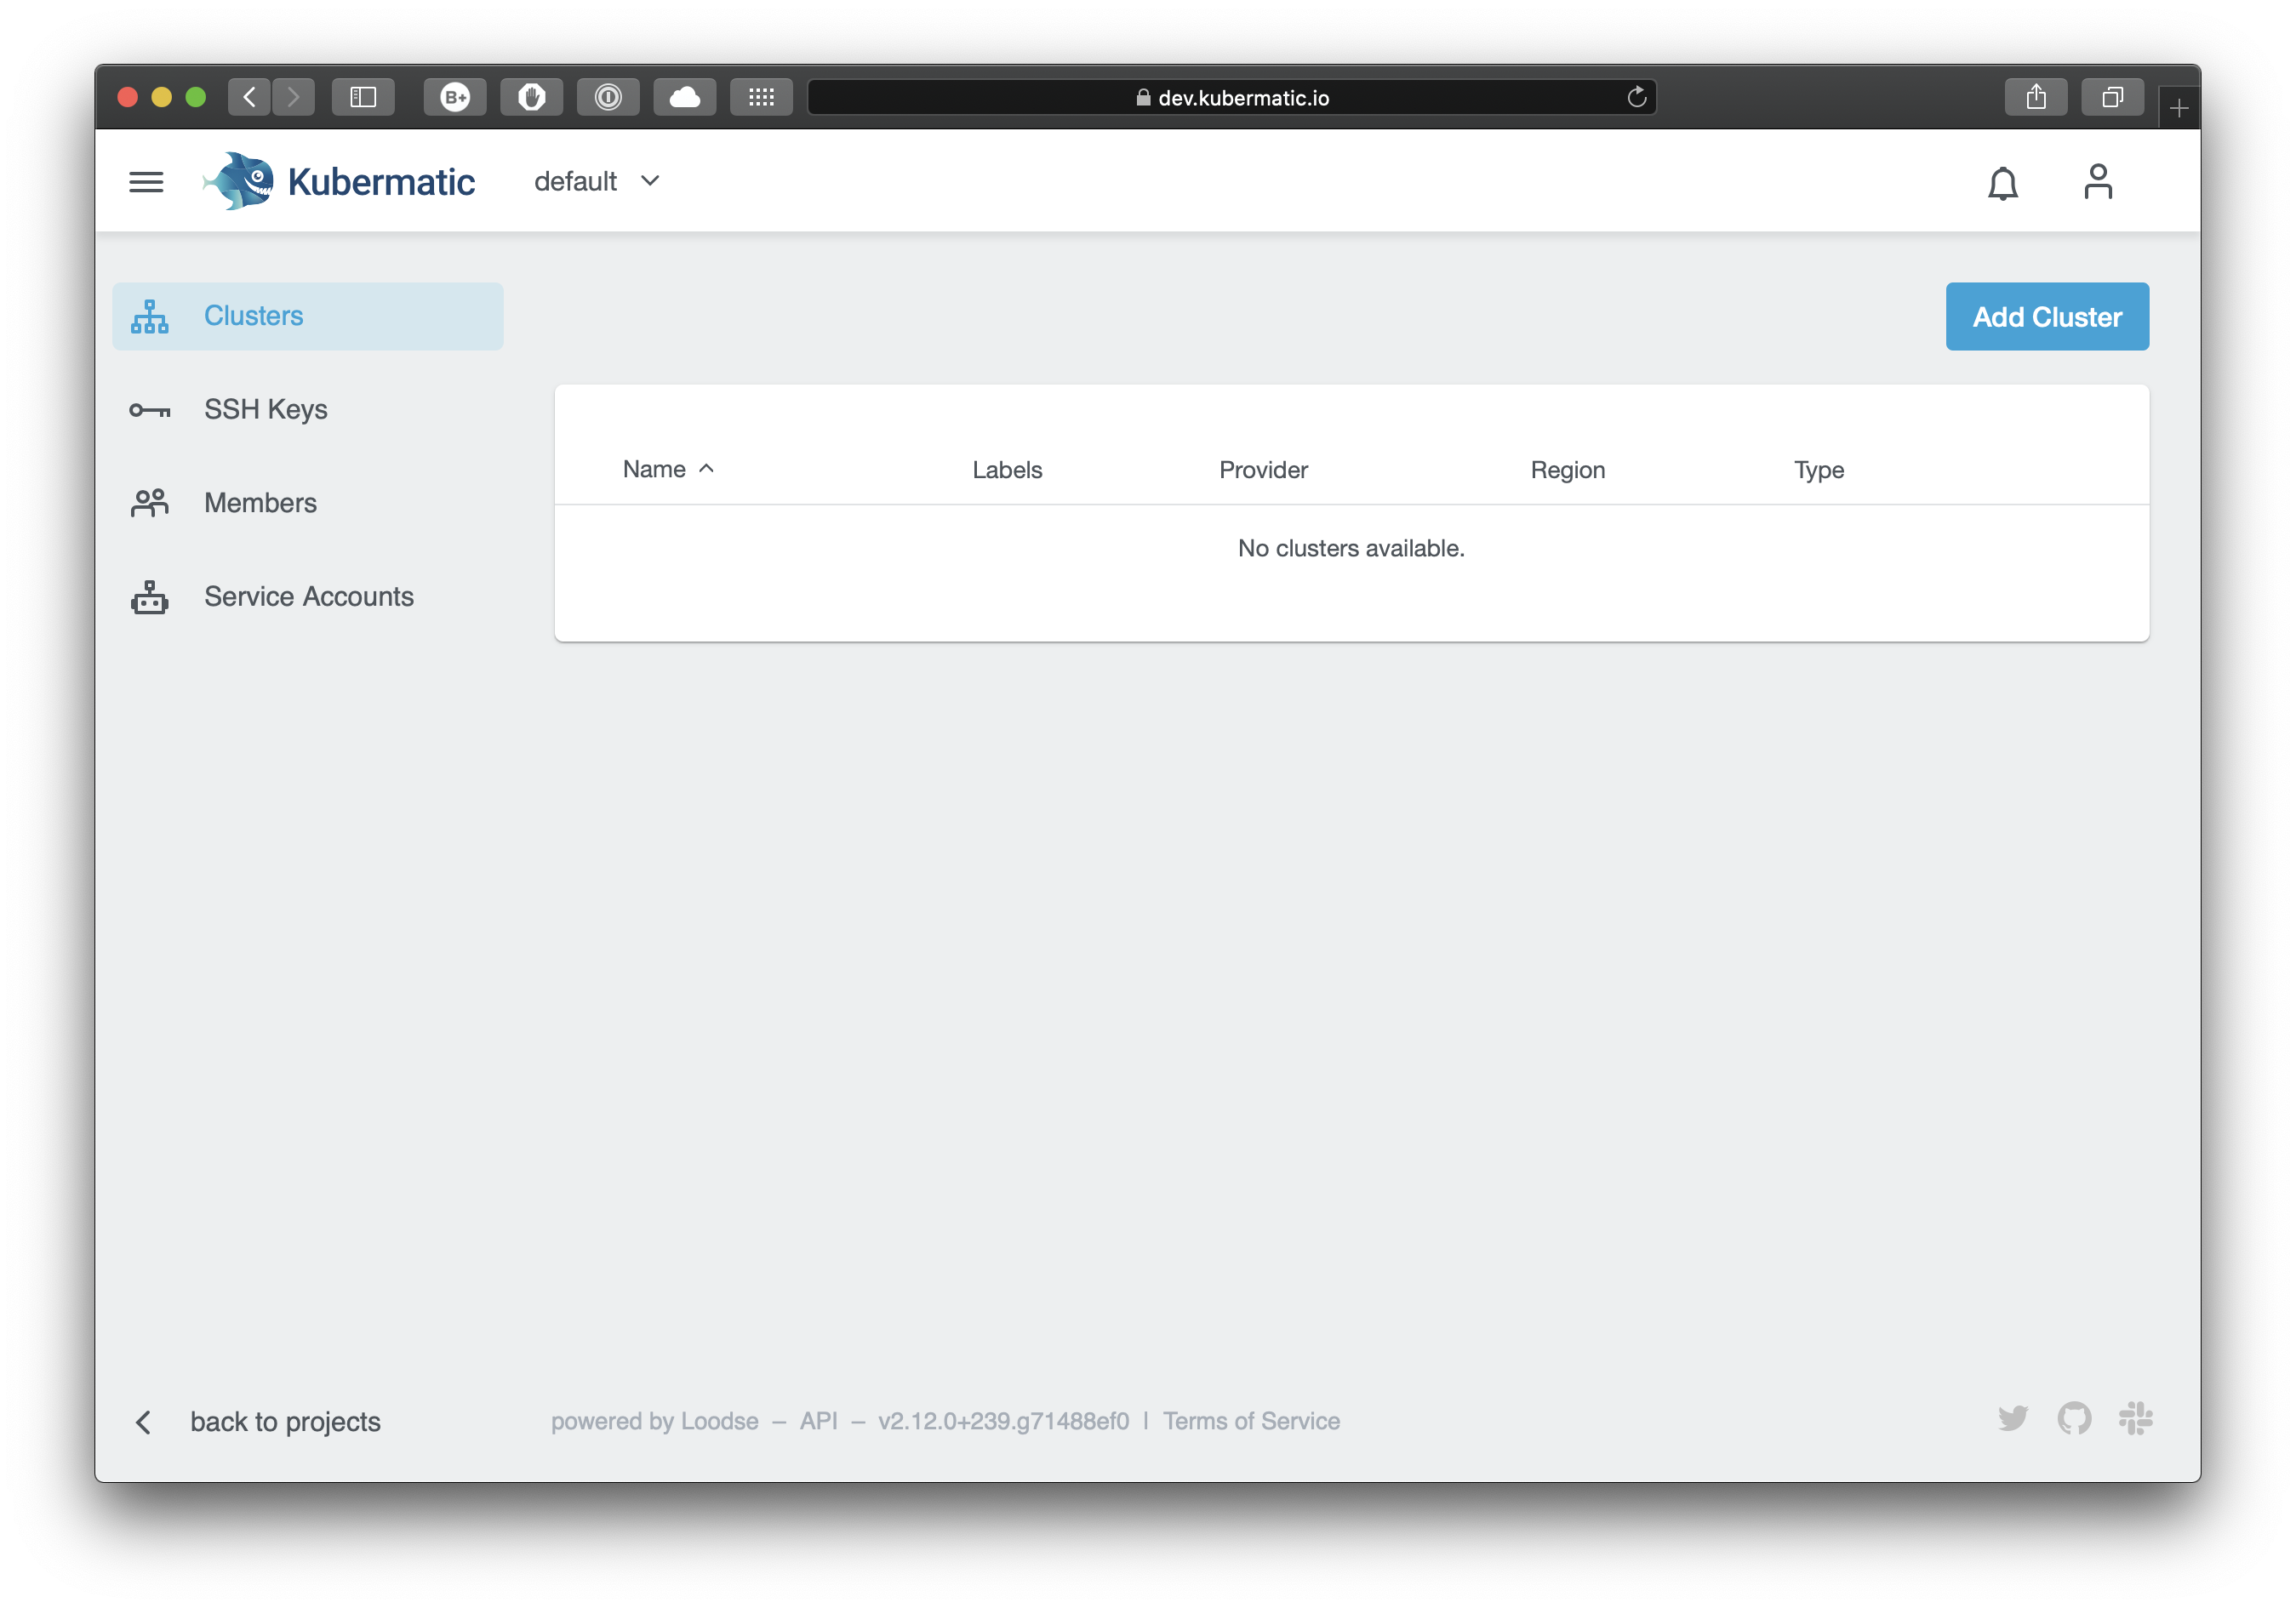 B+
dev.kubermatic.io
Kubermatic
default
Clusters
Add Cluster
SSH Keys
Members
Service Accounts
Name Labels Provider Region Type
No clusters available.
back to projects
powered by Loodse – API – v2.12.0+239.g71488ef0 | Terms of Service